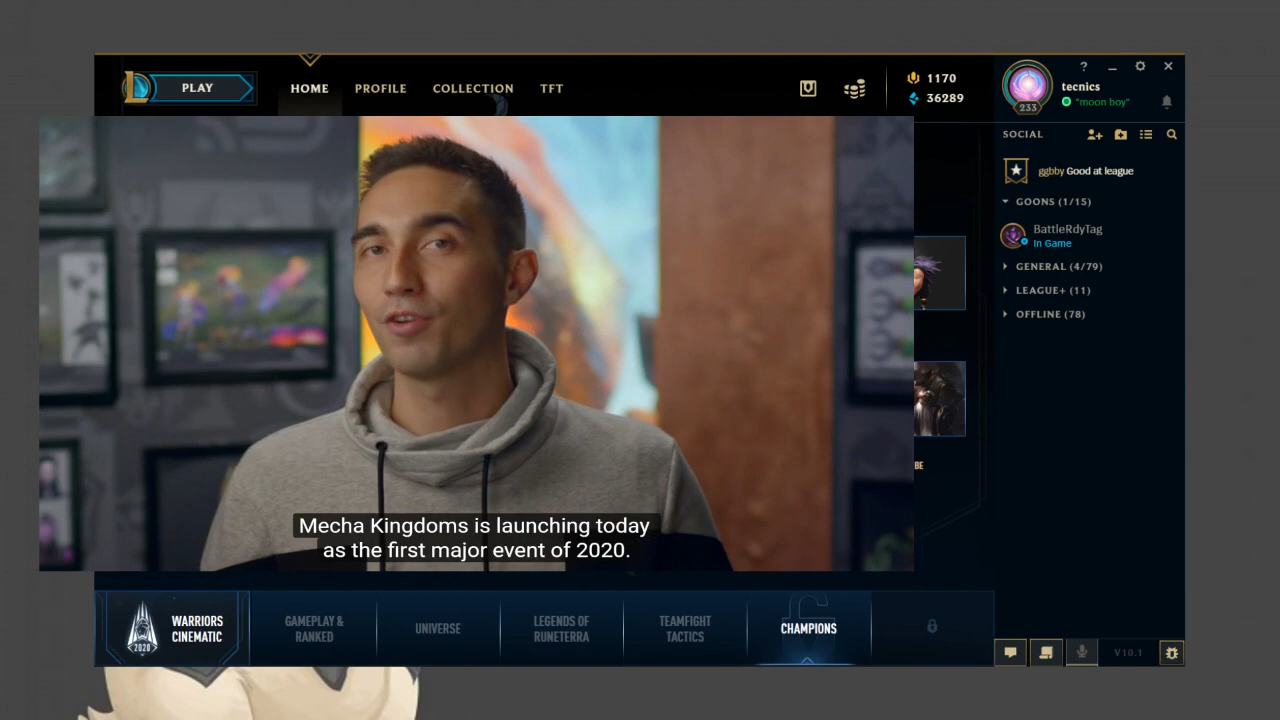 PLAY
HOME
PROFILE
COLLECTION
TFT
1170
36289
?
233
tecnics
"moon boy"
SOCIAL
ggbby Good at league
GOONS (1/15)
BattleRdyTag
In Game
GENERAL (4/79)
LEAGUE+ (11)
OFFLINE (78)
BE
Mecha Kingdoms is launching today
as the first major event of 2020.
2020
WARRIORS
CINEMATIC
GAMEPLAY &
RANKED
UNIVERSE
LEGENDS OF
RUNETERRA
TEAMFIGHT
TACTICS
CHAMPIONS
V10.1